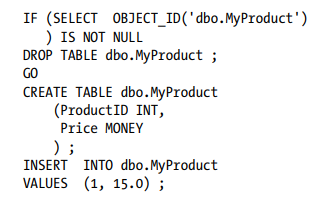 IF (SELECT  OBJECT_ID('dbo.MyProduct')
   ) IS NOT NULL
DROP TABLE dbo.MyProduct ;
GO
CREATE TABLE dbo.MyProduct
    (ProductID INT,
     Price MONEY
    ) ;
INSERT  INTO dbo.MyProduct
VALUES  (1, 15.0) ;